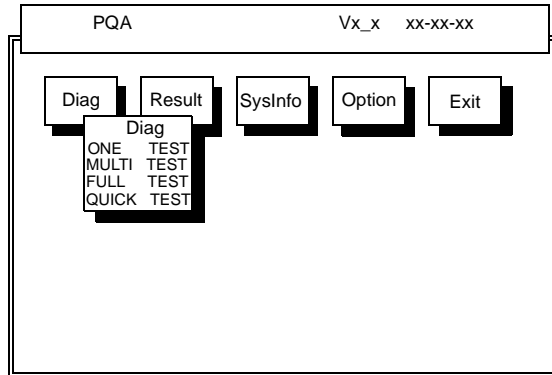 PQA Vx_x xx-xx-xx
Diag Result SysInfo Option Exit
Diag
ONE TEST
MULTI TEST
FULL TEST
QUICK TEST